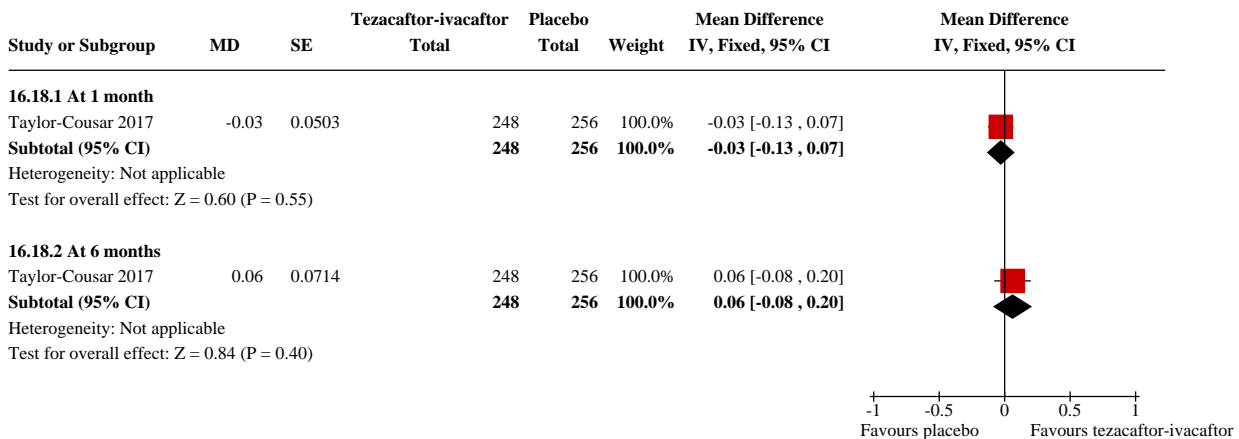 Tezacaftor-ivacaftor Placebo Mean Difference Mean Difference
Study or Subgroup MD SE Total Total Weight IV, Fixed, 95% CI IV, Fixed, 95% CI
16.18.1 At 1 month
Taylor-Cousar 2017 -0.03 0.0503 248 256 100.0% -0.03 [-0.13 , 0.07]
Subtotal (95% CI) 248 256 100.0% -0.03 [-0.13 , 0.07]
Heterogeneity: Not applicable
Test for overall effect: Z = 0.60 (P = 0.55)
16.18.2 At 6 months
Taylor-Cousar 2017 0.06 0.0714 248 256 100.0% 0.06 [-0.08 , 0.20]
Subtotal (95% CI) 248 256 100.0% 0.06 [-0.08 , 0.20]
Heterogeneity: Not applicable
Test for overall effect: Z = 0.84 (P = 0.40)
-1 -0.5 0 0.5 1
Favours placebo Favours tezacaftor-ivacaftor